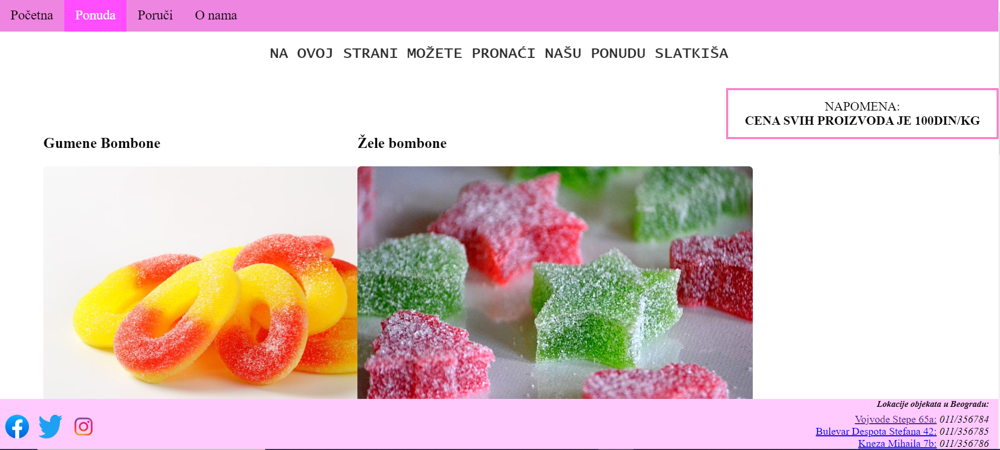 Početna Ponuda Poruči O nama
NA OVOJ STRANI MOŽETE PRONAĆI NAŠU PONUDU SLATKIŠA
NAPOMENA:
CENA SVIH PROIZVODA JE 100DIN/KG
Gumene Bombone
Žele bombone
Lokacije objekata u Beogradu:
Vojvode Stepe 65a: 011/356784
Bulevar Despota Stefana 42: 011/356785
Kneza Mihaila 7b: 011/356786